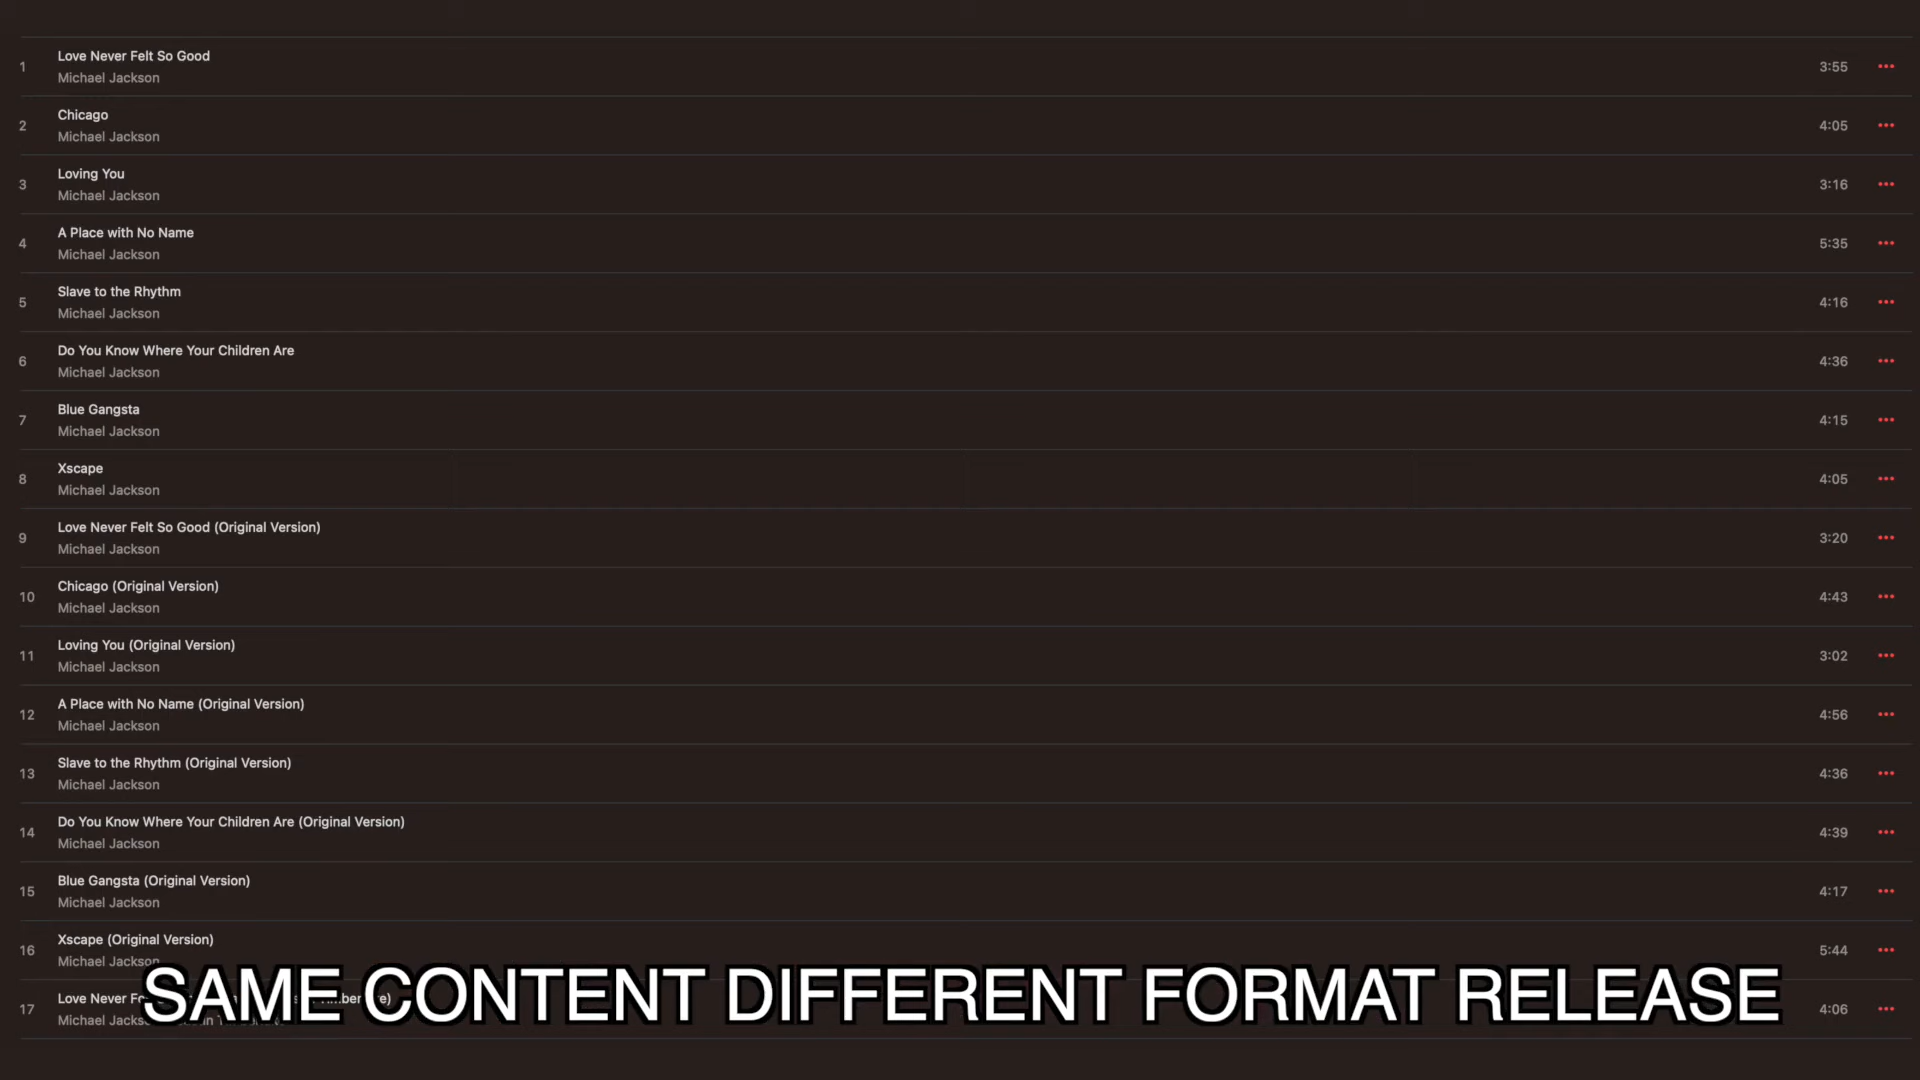 1
Love Never Felt So Good
Michael Jackson
3:55
2
Chicago
Michael Jackson
4:05
3
Loving You
Michael Jackson
3:16
4
A Place with No Name
Michael Jackson
5:35
5
Slave to the Rhythm
Michael Jackson
4:16
6
Do You Know Where Your Children Are
Michael Jackson
4:36
7
Blue Gangsta
Michael Jackson
4:15
8
Xscape
Michael Jackson
4:05
9
Love Never Felt So Good (Original Version)
Michael Jackson
3:20
10
Chicago (Original Version)
Michael Jackson
4:43
11
Loving You (Original Version)
Michael Jackson
3:02
12
A Place with No Name (Original Version)
Michael Jackson
4:56
13
Slave to the Rhythm (Original Version)
Michael Jackson
4:36
14
Do You Know Where Your Children Are (Original Version)
Michael Jackson
4:39
15
Blue Gangsta (Original Version)
Michael Jackson
4:17
16
Xscape (Original Version)
Michael Jackson
5:44
17
Love Never
Michael
4:06
SAME CONTENT DIFFERENT FORMAT RELEASE